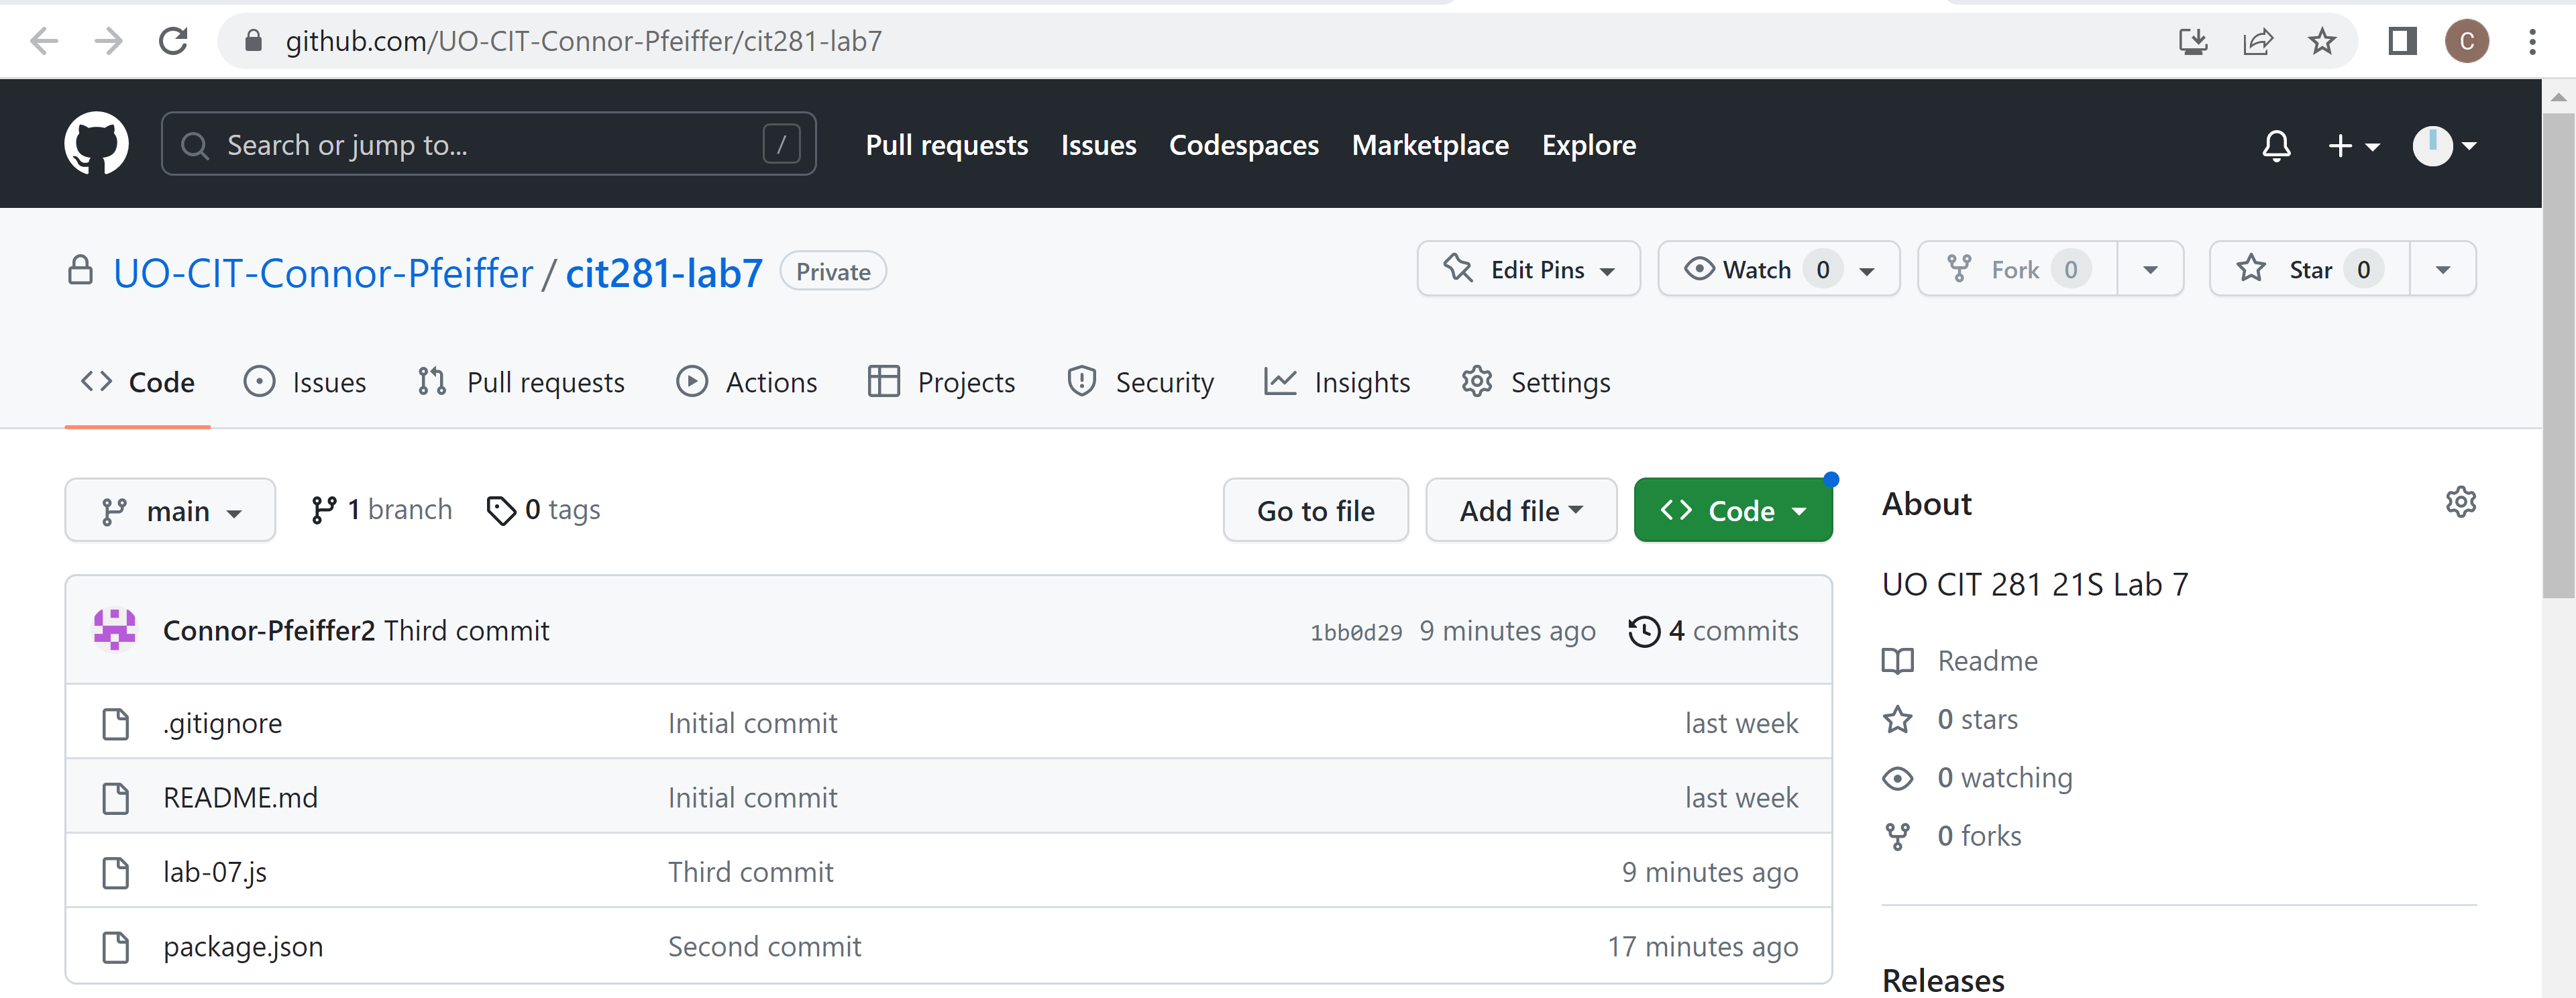 github.com/UO-CIT-Connor-Pfeiffer/cit281-lab7
C
Search or jump to... /
Pull requests Issues Codespaces Marketplace Explore
UO-CIT-Connor-Pfeiffer / cit281-lab7 Private
Edit Pins Watch 0 Fork 0 Star 0
Code Issues Pull requests Actions Projects Security Insights Settings
main 1 branch 0 tags Go to file Add file Code
Connor-Pfeiffer2 Third commit 1bb0d29 9 minutes ago 4 commits
.gitignore Initial commit last week
README.md Initial commit last week
lab-07.js Third commit 9 minutes ago
package.json Second commit 17 minutes ago
About
UO CIT 281 21S Lab 7
Readme
0 stars
0 watching
0 forks
Releases